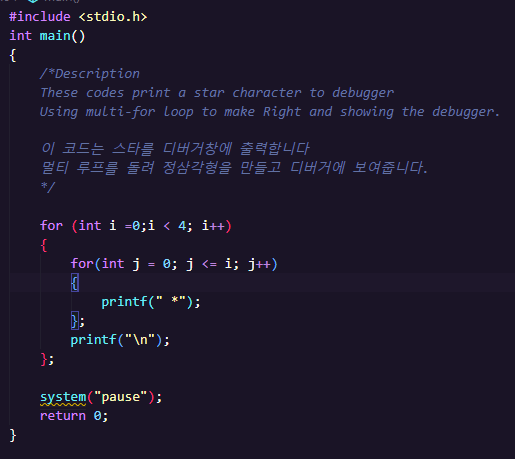 #include <stdio.h>
int main()
{
/*Description
These codes print a star character to debugger
Using multi-for loop to make Right and showing the debugger.
이 코드는 스타를 디버거창에 출력합니다
멀티 루프를 돌려 정삼각형을 만들고 디버거에 보여줍니다.
*/
for (int i =0;i < 4; i++)
{
for(int j = 0; j <= i; j++)
{
printf(" *");
};
printf("\n");
};
system("pause");
return 0;
}